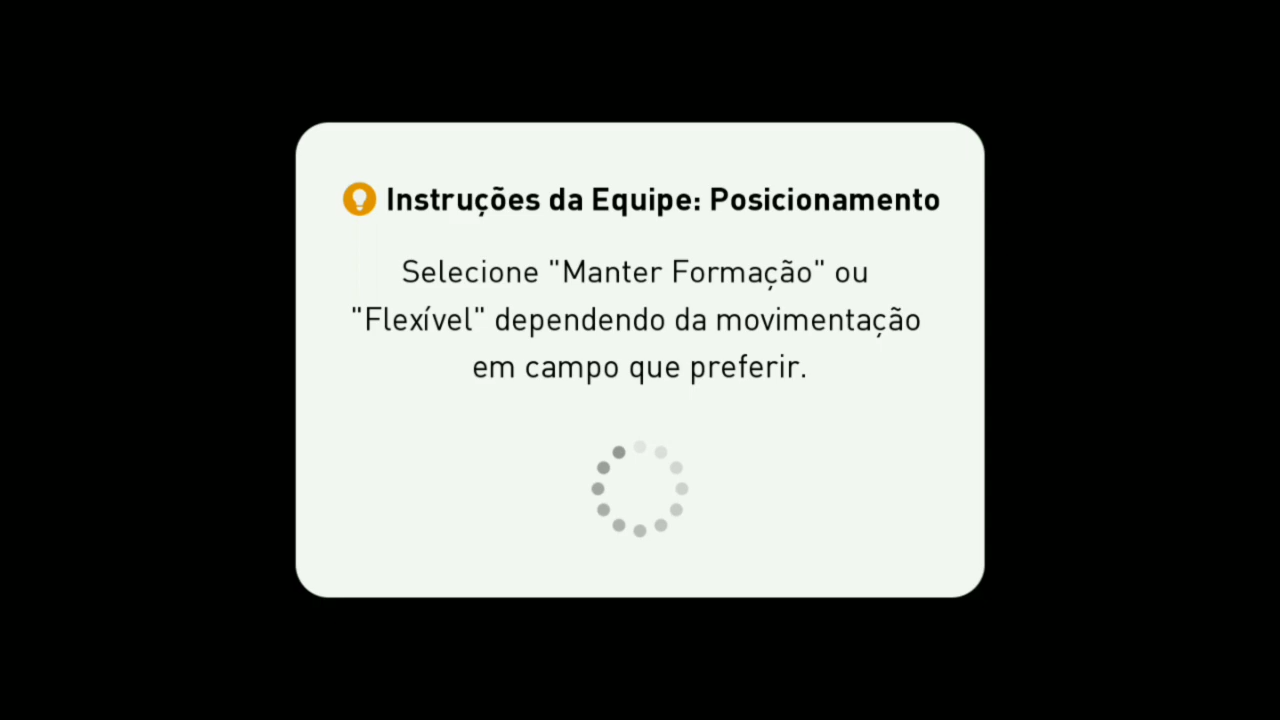 Instruções da Equipe: Posicionamento
Selecione "Manter Formação" ou
"Flexível" dependendo da movimentação
em campo que preferir.